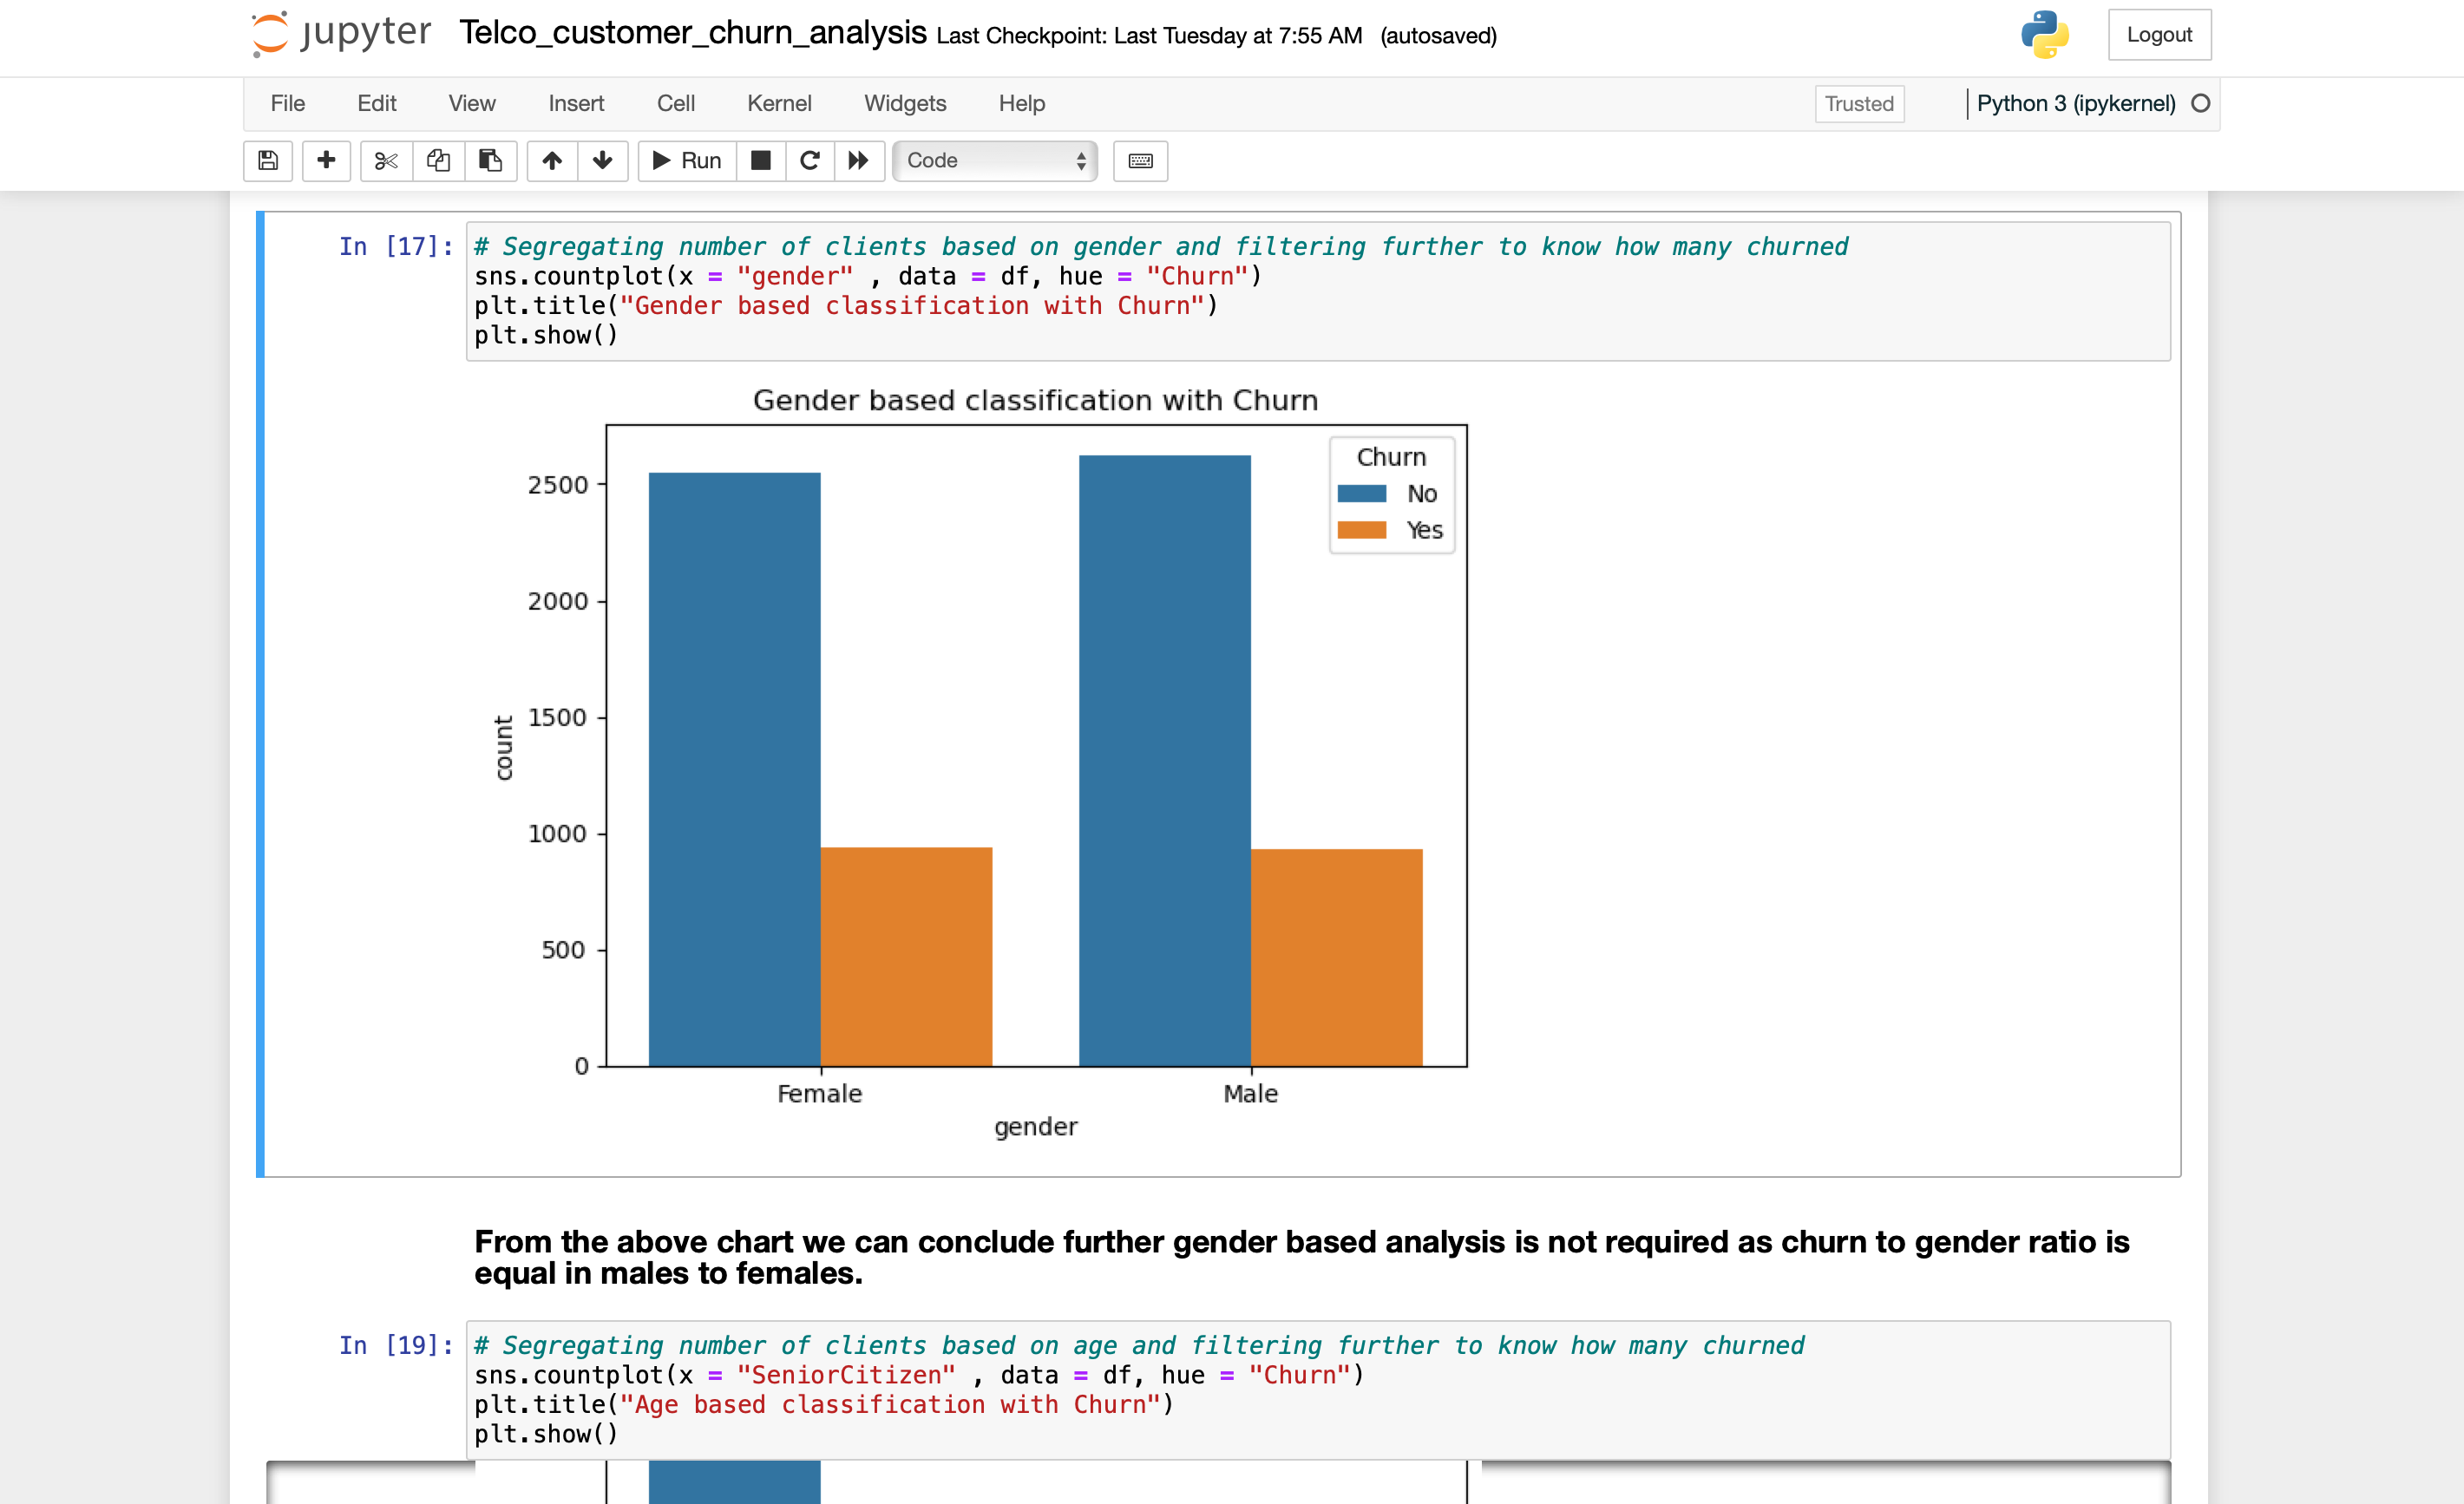 jupyter Telco_customer_churn_analysis Last Checkpoint: Last Tuesday at 7:55 AM (autosaved) Logout
File Edit View Insert Cell Kernel Widgets Help Trusted Python 3 (ipykernel)
Run Code
In [17]: # Segregating number of clients based on gender and filtering further to know how many churned
sns.countplot(x = "gender" , data = df, hue = "Churn")
plt.title("Gender based classification with Churn")
plt.show()
Gender based classification with Churn
Churn
No
Yes
2500
2000
1500
1000
500
0
count
Female Male
gender
From the above chart we can conclude further gender based analysis is not required as churn to gender ratio is
equal in males to females.
In [19]: # Segregating number of clients based on age and filtering further to know how many churned
sns.countplot(x = "SeniorCitizen" , data = df, hue = "Churn")
plt.title("Age based classification with Churn")
plt.show()